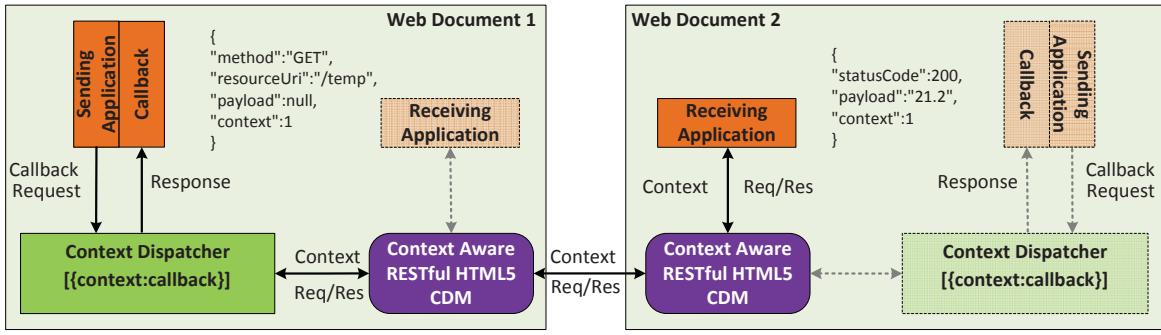 Web Document 1
Sending
Application
Callback
{
"method":"GET",
"resourceUri":"/temp",
"payload":null,
"context":1
}
Receiving
Application
Callback
Request
Response
Context Dispatcher
[{context:callback}]
Context
Req/Res
Context Aware
RESTful HTML5
CDM
Context
Req/Res
Web Document 2
Receiving
Application
{
"statusCode":200,
"payload":"21.2",
"context":1
}
Callback
Sending
Application
Context
Req/Res
Response
Callback
Request
Context Aware
RESTful HTML5
CDM
Context Dispatcher
[{context:callback}]